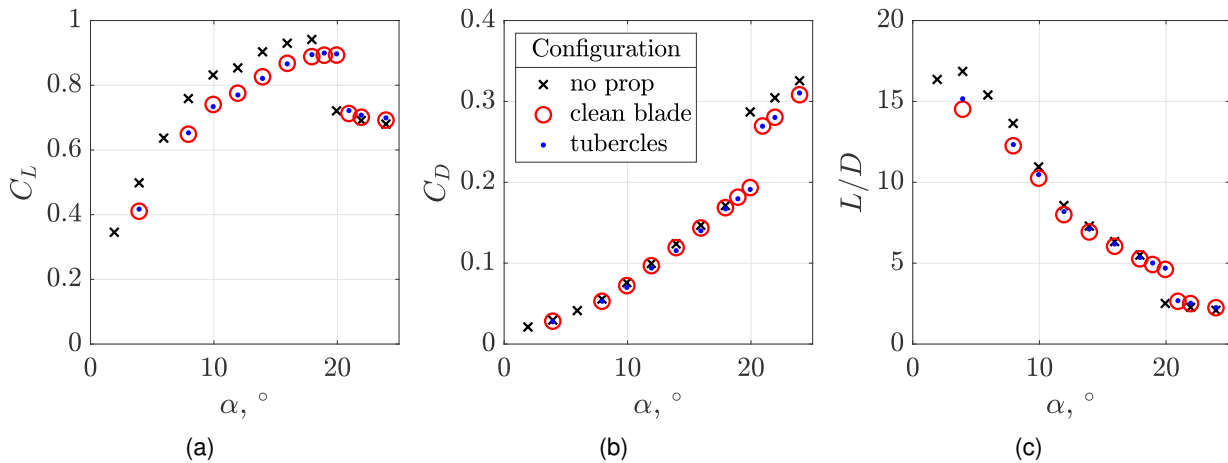 1
0.8
0.6
0.4
0.2
0
C_L
0 10 20
α, °
(a)
0.4
0.3
0.2
0.1
0
C_D
Configuration
no prop
clean blade
tubercles
0 10 20
α, °
(b)
20
15
10
5
0
L/D
0 10 20
α, °
(c)